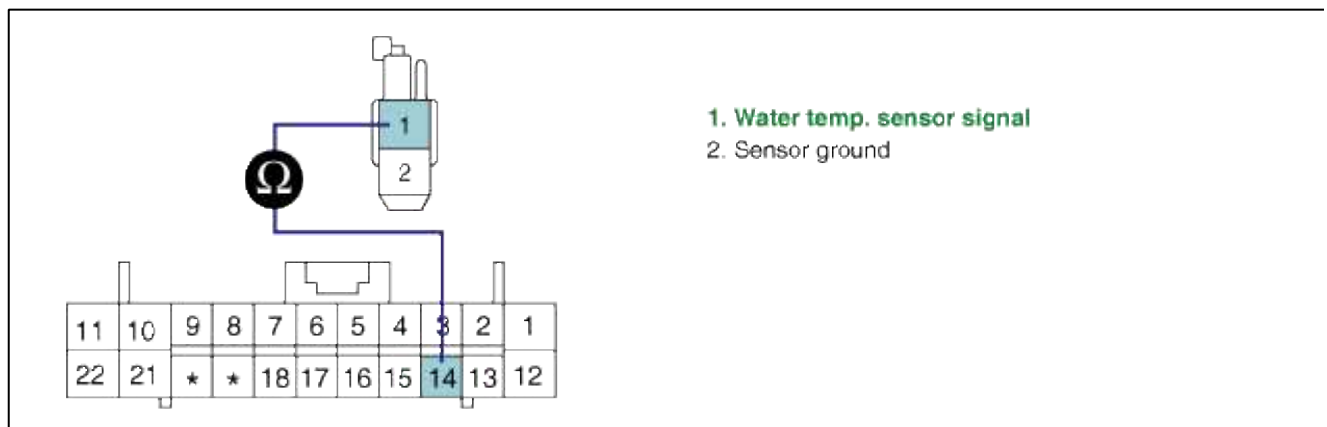 1
2
Ω
1. Water temp. sensor signal
2. Sensor ground
11 10 9 8 7 6 5 4 3 2 1
22 21 * * 18 17 16 15 14 13 12